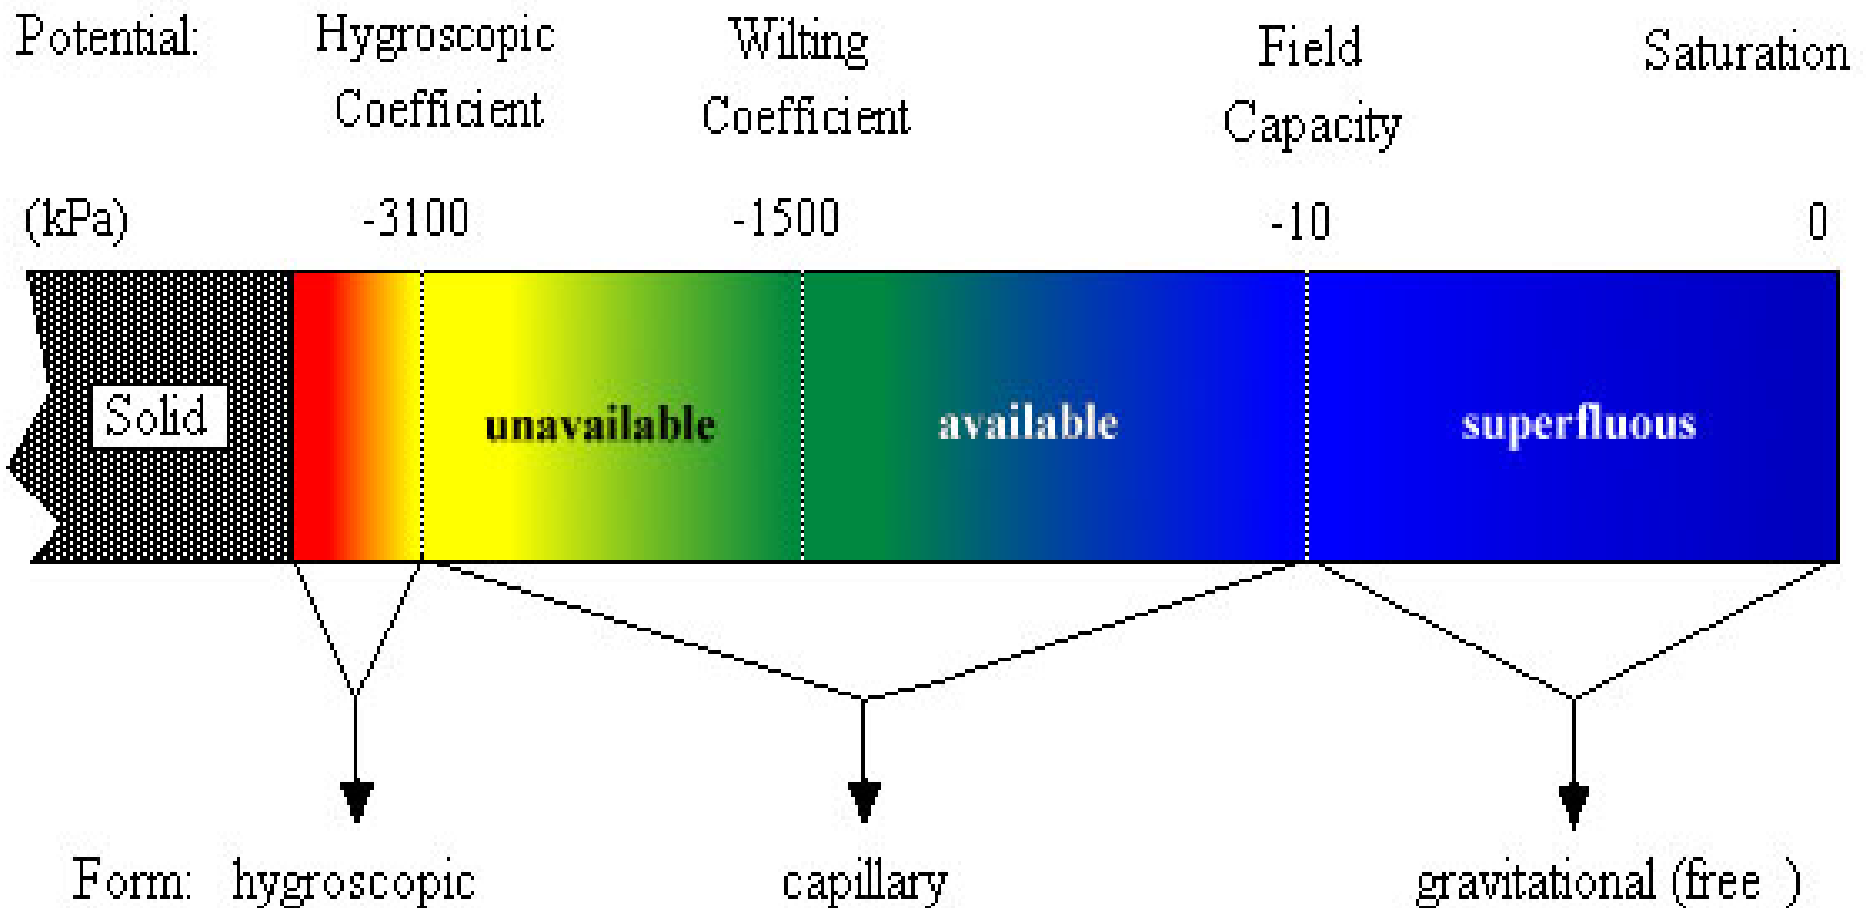 Potential:
Hygroscopic
Coefficient
Wilting
Coefficient
Field
Capacity
Saturation
(kPa)
-3100
-1500
-10
0
Solid
unavailable
available
superfluous
Form:
hygroscopic
capillary
gravitational (free )